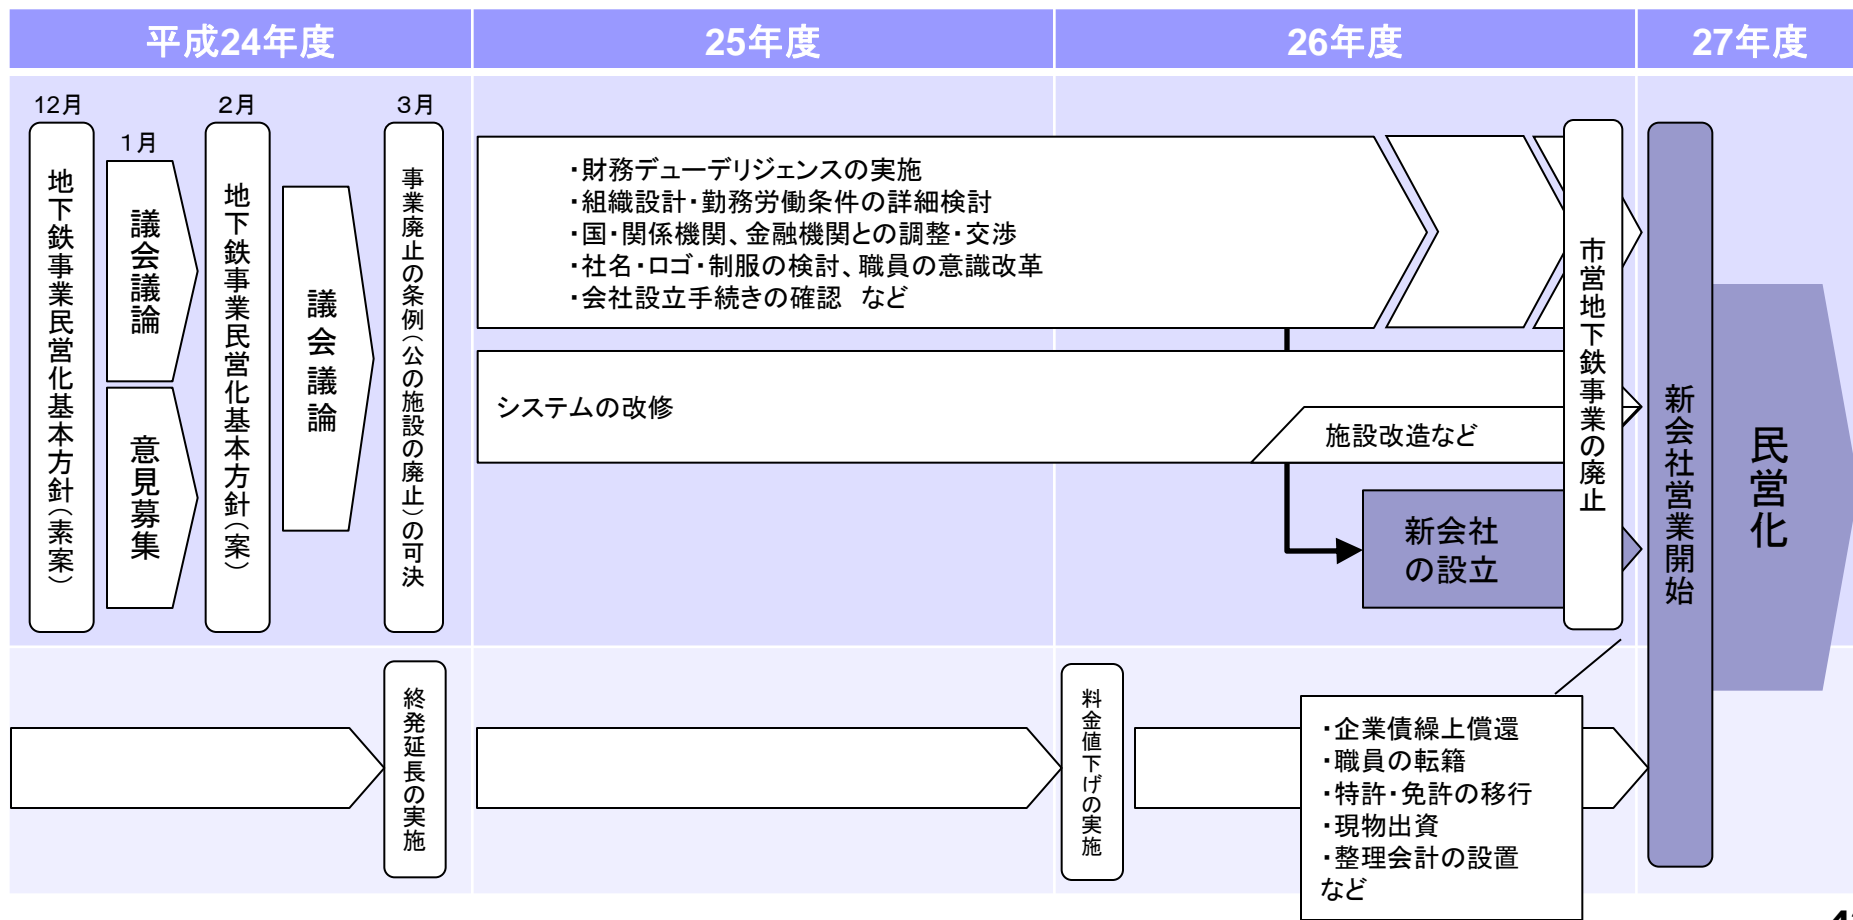 平成24年度
25年度
26年度
27年度
12月
地下鉄事業民営化基本方針（素案）
1月
議会議論
意見募集
2月
地下鉄事業民営化基本方針（案）
議会議論
3月
事業廃止の条例（公の施設の廃止）の可決
・財務デューデリジェンスの実施
・組織設計・勤務労働条件の詳細検討
・国・関係機関、金融機関との調整・交渉
・社名・ロゴ・制服の検討、職員の意識改革
・会社設立手続きの確認　など
システムの改修
施設改造など
新会社
の設立
市営地下鉄事業の廃止
新会社営業開始
民営化
終発延長の実施
料金値下げの実施
・企業債繰上償還
・職員の転籍
・特許・免許の移行
・現物出資
・整理会計の設置
など